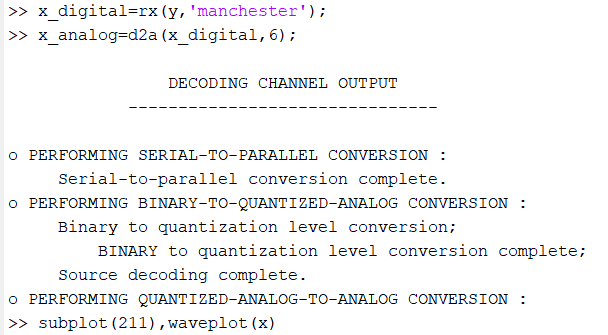 >> x_digital=rx(y,'manchester');
>> x_analog=d2a(x_digital,6);
DECODING CHANNEL OUTPUT
-------------------------------
o PERFORMING SERIAL-TO-PARALLEL CONVERSION :
Serial-to-parallel conversion complete.
o PERFORMING BINARY-TO-QUANTIZED-ANALOG CONVERSION :
Binary to quantization level conversion;
BINARY to quantization level conversion complete;
Source decoding complete.
o PERFORMING QUANTIZED-ANALOG-TO-ANALOG CONVERSION :
>> subplot(211),waveplot(x)